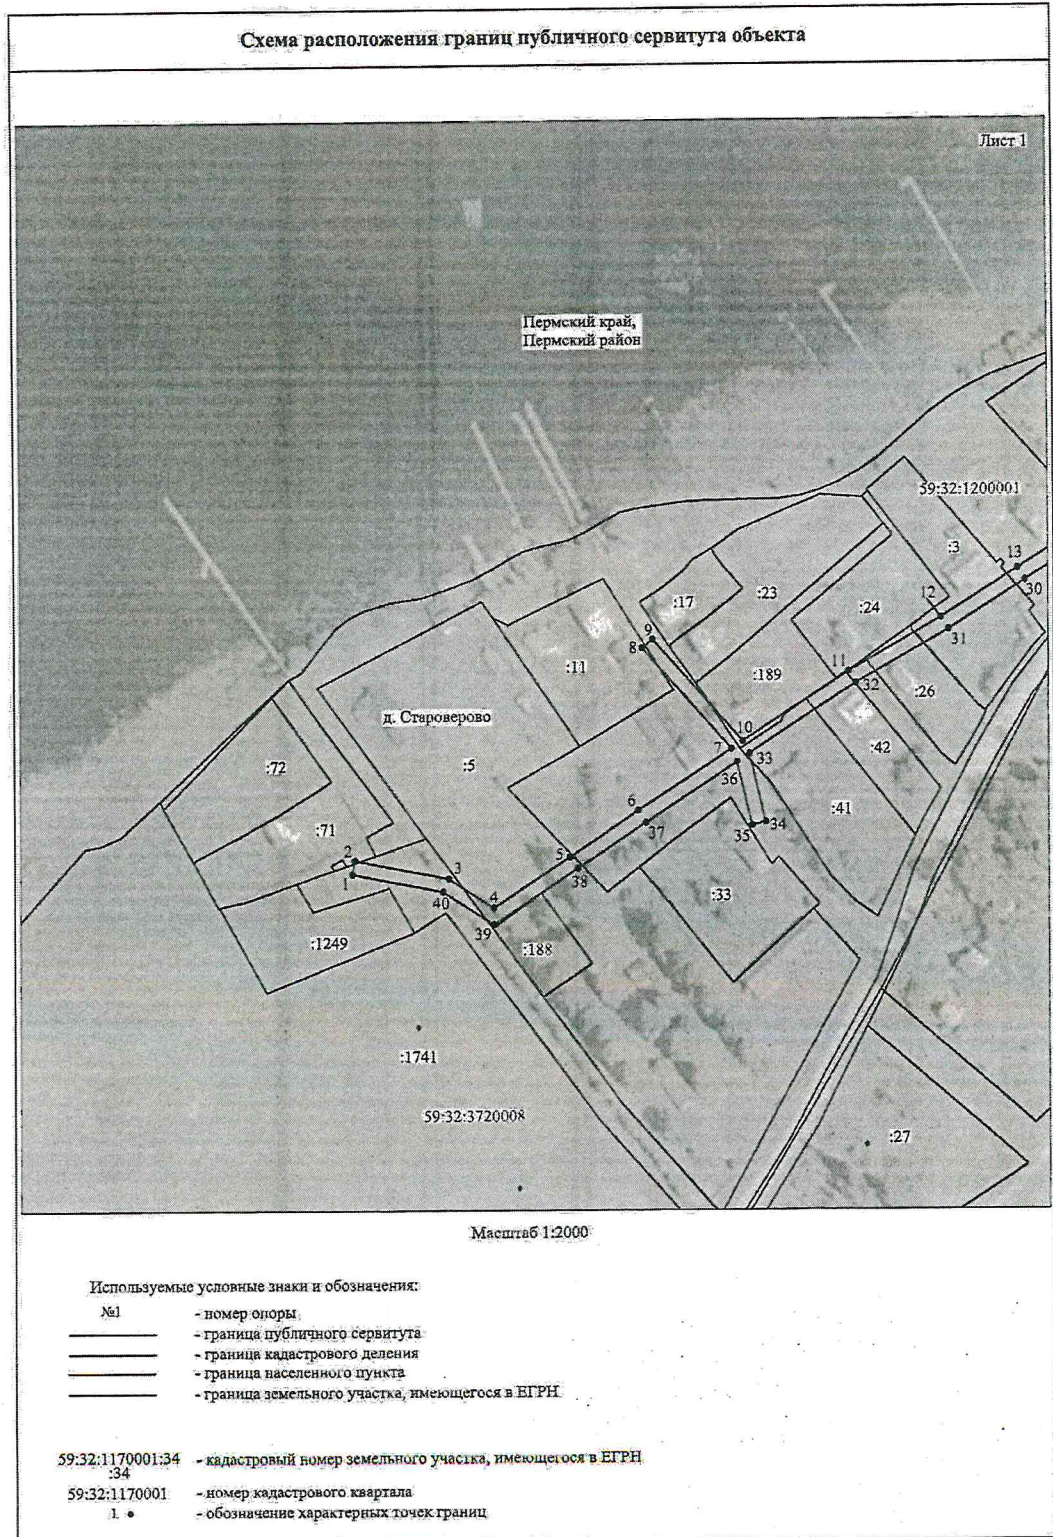 Схема расположения границ публичного сервитута объекта
Лист 1
Пермский край,
Пермский район
59:32:1200001
:3
13
30
:17
:23
:24
12
31
9
8
:11
:189
11
32
:26
д. Староверово
:5
10
7
33
36
:42
:72
6
37
:41
:71
35
34
2
1
3
5
38
4
40
39
:33
:1249
:188
:1741
59:32:3720008
:27
Масштаб 1:2000
Используемые условные знаки и обозначения:
№1 - номер опоры
- граница публичного сервитута
- граница кадастрового деления
- граница населенного пункта
- граница земельного участка, имеющегося в ЕГРН
59:32:1170001:34 - кадастровый номер земельного участка, имеющегося в ЕГРН
:34
59:32:1170001 - номер кадастрового квартала
1 ● - обозначение характерных точек границ